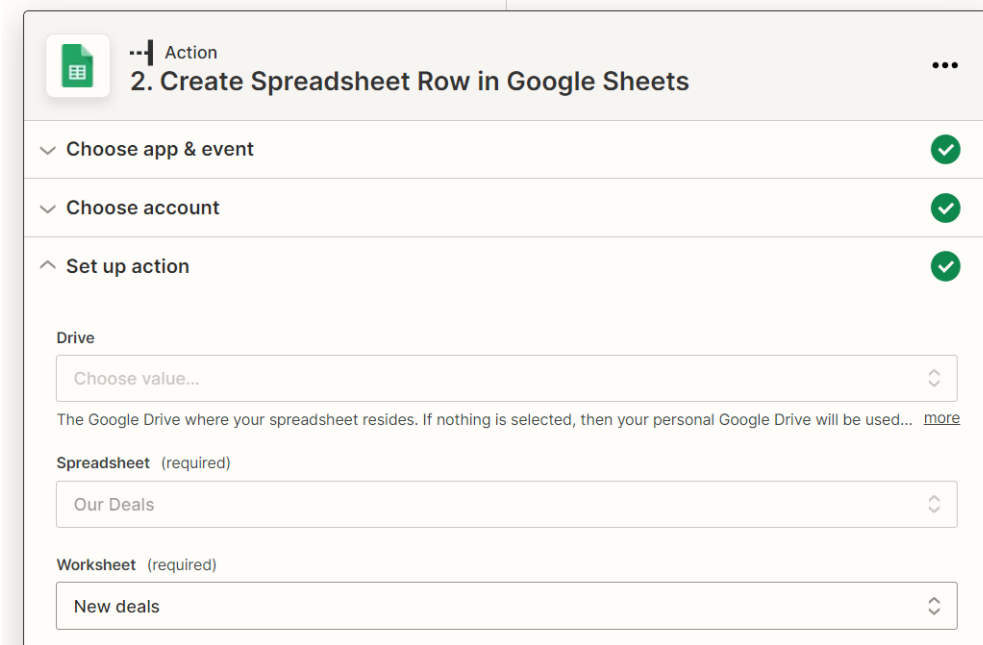 Action
2. Create Spreadsheet Row in Google Sheets
Choose app & event
Choose account
Set up action
Drive
Choose value...
The Google Drive where your spreadsheet resides. If nothing is selected, then your personal Google Drive will be used... more
Spreadsheet (required)
Our Deals
Worksheet (required)
New deals